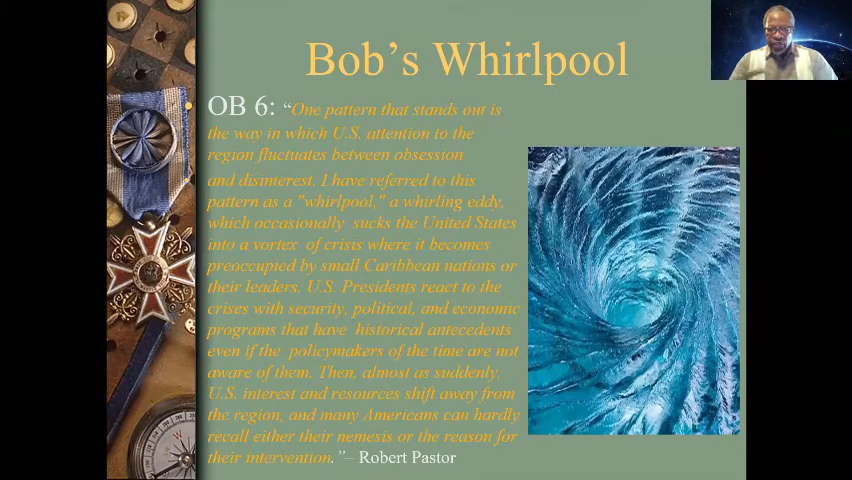 Bob's Whirlpool
OB 6: “One pattern that stands out is
the way in which U.S. attention to the
region fluctuates between obsession
and disinterest. I have referred to this
pattern as a "whirlpool," a whirling eddy,
which occasionally sucks the United States
into a vortex of crisis where it becomes
preoccupied by small Caribbean nations or
their leaders. U.S. Presidents react to the
crises with security, political, and economic
programs that have historical antecedents
even if the policymakers of the time are not
aware of them. Then, almost as suddenly,
U.S. interest and resources shift away from
the region, and many Americans can hardly
recall either their nemesis or the reason for
their intervention.”– Robert Pastor